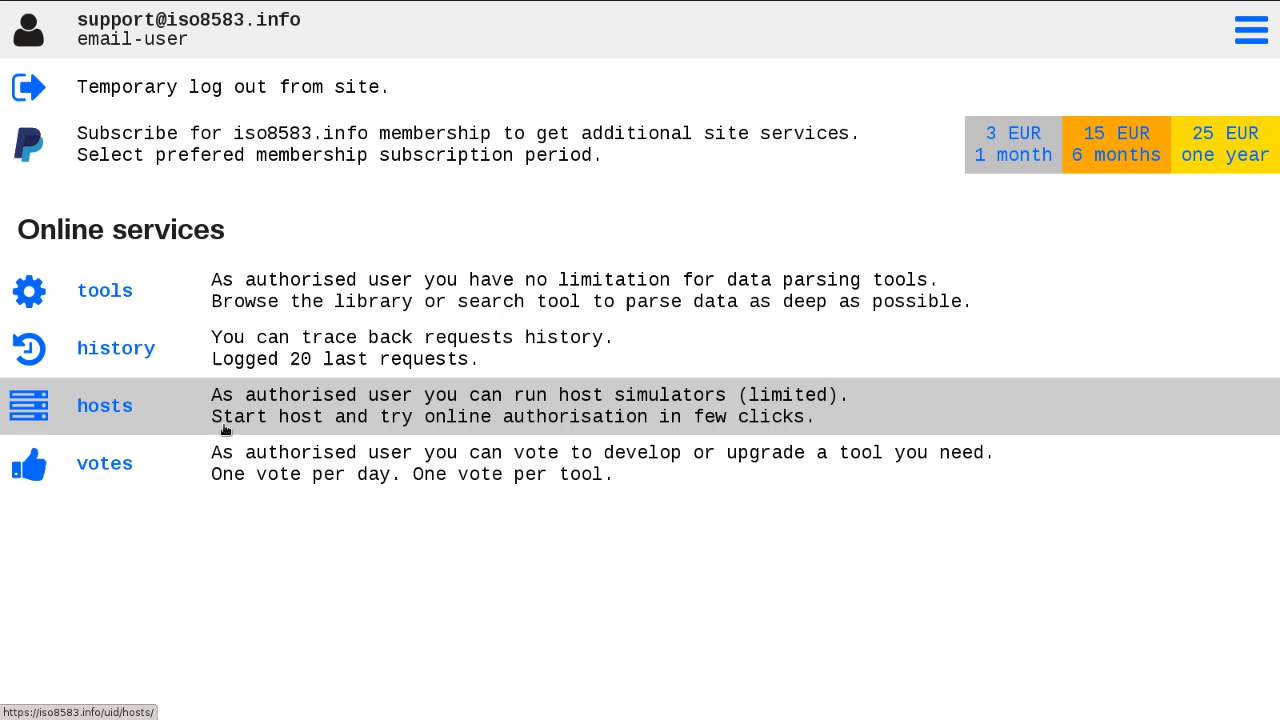 support@iso8583.info
email-user
Temporary log out from site.
Subscribe for iso8583.info membership to get additional site services.
Select prefered membership subscription period.
3 EUR
1 month
15 EUR
6 months
25 EUR
one year
Online services
tools
As authorised user you have no limitation for data parsing tools.
Browse the library or search tool to parse data as deep as possible.
history
You can trace back requests history.
Logged 20 last requests.
hosts
As authorised user you can run host simulators (limited).
Start host and try online authorisation in few clicks.
votes
As authorised user you can vote to develop or upgrade a tool you need.
One vote per day. One vote per tool.
https://iso8583.info/uid/hosts/